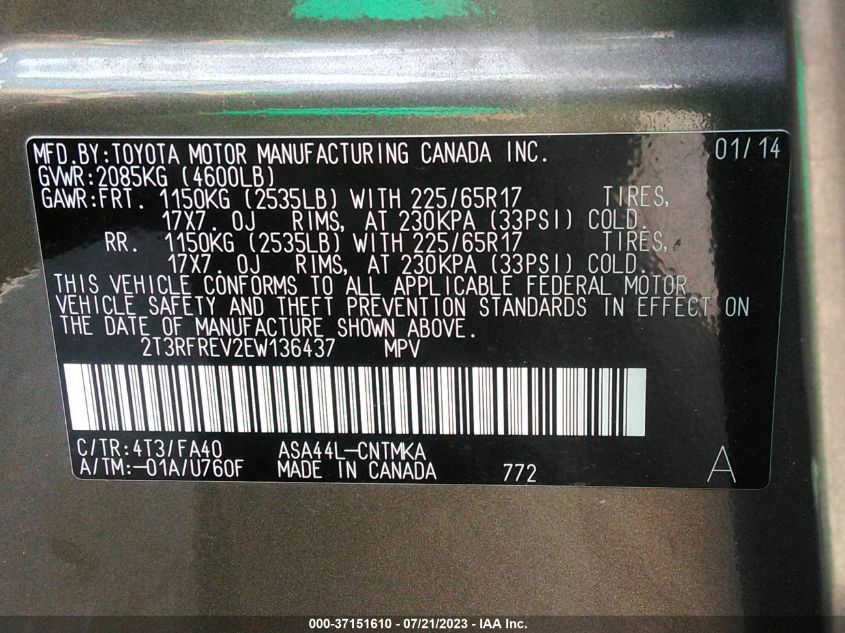 MFD.BY:TOYOTA MOTOR MANUFACTURING CANADA INC. 01/14
GVWR:2085KG (4600LB)
GAWR:FRT. 1150KG (2535LB) WITH 225/65R17 TIRES,
17X7.0J RIMS, AT 230KPA (33PSI) COLD.
RR. 1150KG (2535LB) WITH 225/65R17 TIRES,
17X7.0J RIMS, AT 230KPA (33PSI) COLD.
THIS VEHICLE CONFORMS TO ALL APPLICABLE FEDERAL MOTOR
VEHICLE SAFETY AND THEFT PREVENTION STANDARDS IN EFFECT ON
THE DATE OF MANUFACTURE SHOWN ABOVE.
2T3RFREV2EW136437 MPV
C/TR:4T3/FA40 ASA44L-CNTMKA
A/TM:-01A/U760F MADE IN CANADA 772 A
000-37151610 - 07/21/2023 - IAA Inc.